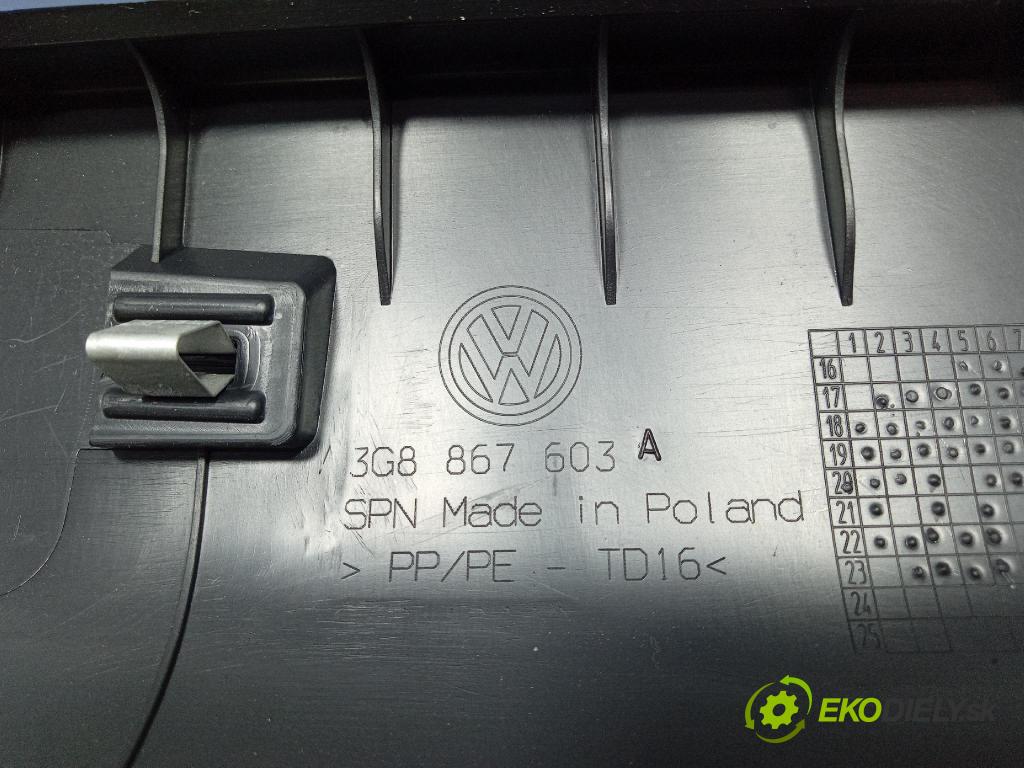 VW
3G8 867 603 A
SPN Made in Poland
> PP/PE - TD16<
1 2 3 4 5 6 7
16
17
18
19
20
21
22
23
24
25
EKODIELY.sk